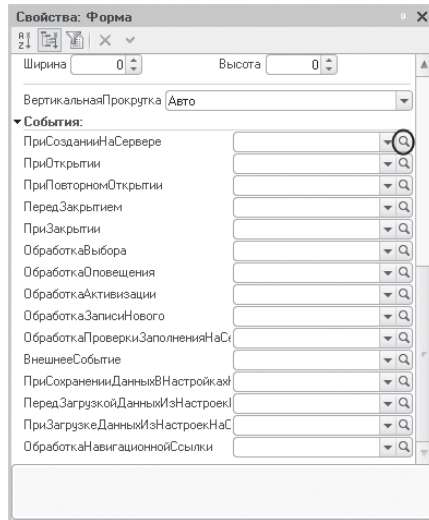 Свойства: Форма
Ширина 0 Высота 0
ВертикальнаяПрокрутка Авто
События:
ПриСозданииНаСервере
ПриОткрытии
ПриПовторномОткрытии
ПередЗакрытием
ПриЗакрытии
ОбработкаВыбора
ОбработкаОповещения
ОбработкаАктивизации
ОбработкаЗаписиНового
ОбработкаПроверкиЗаполненияНаСе
ВнешнееСобытие
ПриСохраненииДанныхВНастройках
ПередЗагрузкойДанныхИзНастроек
ПриЗагрузкеДанныхИзНастроекНаС
ОбработкаНавигационнойСсылки